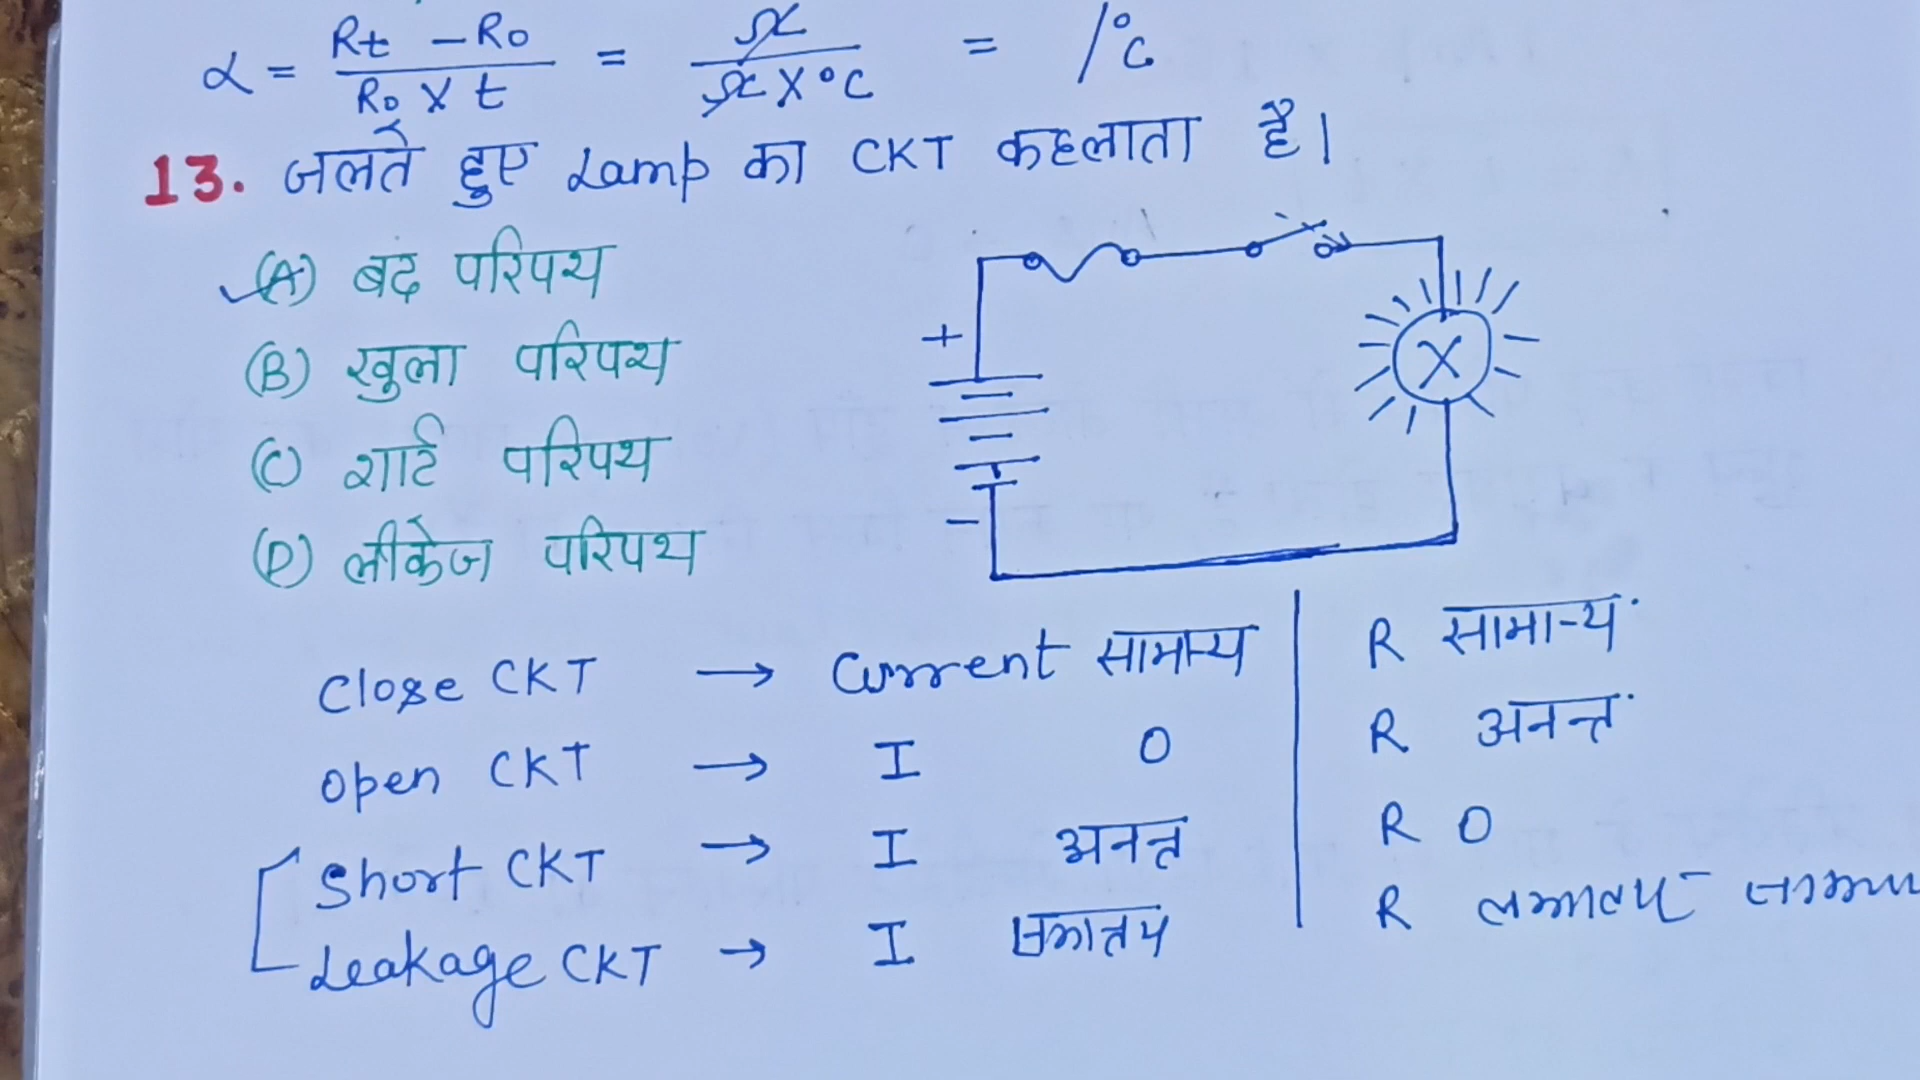 α = Rt - Ro / Ro X t = Ω / Ω X °C = /°C
13. जलते हुए Lamp का CKT कहलाता है।
(A) बंद परिपथ
(B) खुला परिपथ
(C) शार्ट परिपथ
(D) लीकेज परिपथ
+
X
-
Close CKT → Current सामान्य | R सामान्य
Open CKT → I 0 | R अनन्त
Short CKT → I अनन्त | R 0
Leakage CKT → I | R